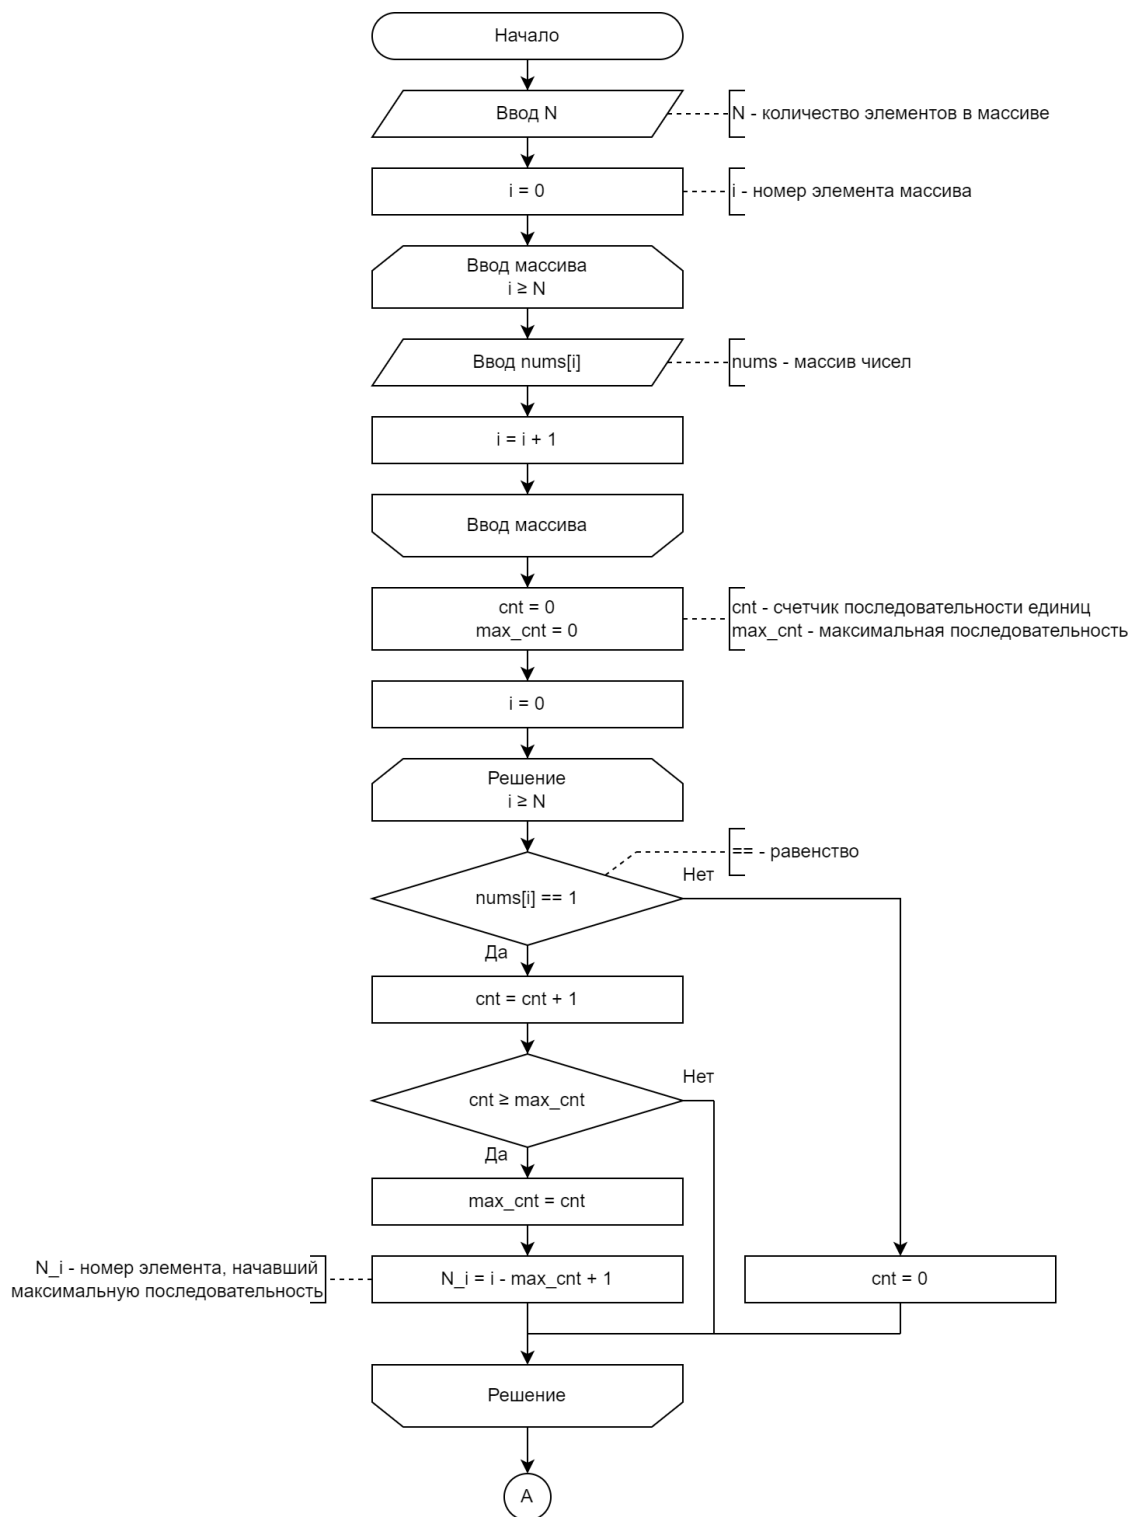 Начало
Ввод N
N - количество элементов в массиве
i = 0
i - номер элемента массива
Ввод массива
i ≥ N
Ввод nums[i]
nums - массив чисел
i = i + 1
Ввод массива
cnt = 0
max_cnt = 0
cnt - счетчик последовательности единиц
max_cnt - максимальная последовательность
i = 0
Решение
i ≥ N
== - равенство
nums[i] == 1
Нет
Да
cnt = cnt + 1
cnt ≥ max_cnt
Нет
Да
max_cnt = cnt
N_i - номер элемента, начавший
максимальную последовательность
N_i = i - max_cnt + 1
cnt = 0
Решение
A